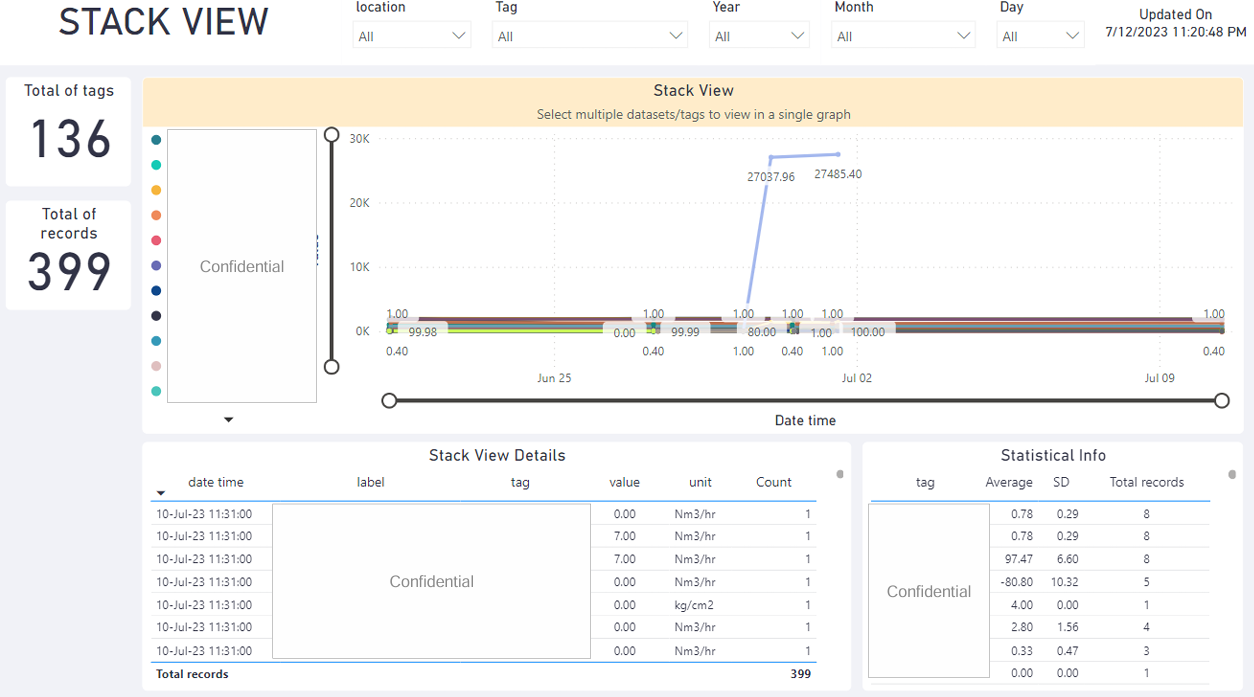 STACK VIEW
location
Tag
Year
Month
Day
All
All
All
All
All
Updated On
7/12/2023 11:20:48 PM
Total of tags
136
Total of
records
399
Stack View
Select multiple datasets/tags to view in a single graph
Confidential
30K
20K
10K
0K
27037.96
27485.40
1.00 1.00 1.00 1.00 1.00 1.00
99.98 0.00 99.99 80.00 1.00 100.00
0.40 0.40 1.00 0.40 1.00 0.40
Jun 25 Jul 02 Jul 09
Date time
Stack View Details
date time label tag value unit Count
10-Jul-23 11:31:00 0.00 Nm3/hr 1
10-Jul-23 11:31:00 7.00 Nm3/hr 1
10-Jul-23 11:31:00 7.00 Nm3/hr 1
10-Jul-23 11:31:00 0.00 Nm3/hr 1
10-Jul-23 11:31:00 0.00 kg/cm2 1
10-Jul-23 11:31:00 0.00 Nm3/hr 1
10-Jul-23 11:31:00 0.00 Nm3/hr 1
Confidential
Total records 399
Statistical Info
tag Average SD Total records
0.78 0.29 8
0.78 0.29 8
97.47 6.60 8
-80.80 10.32 5
4.00 0.00 1
2.80 1.56 4
0.33 0.47 3
0.00 0.00 1
Confidential